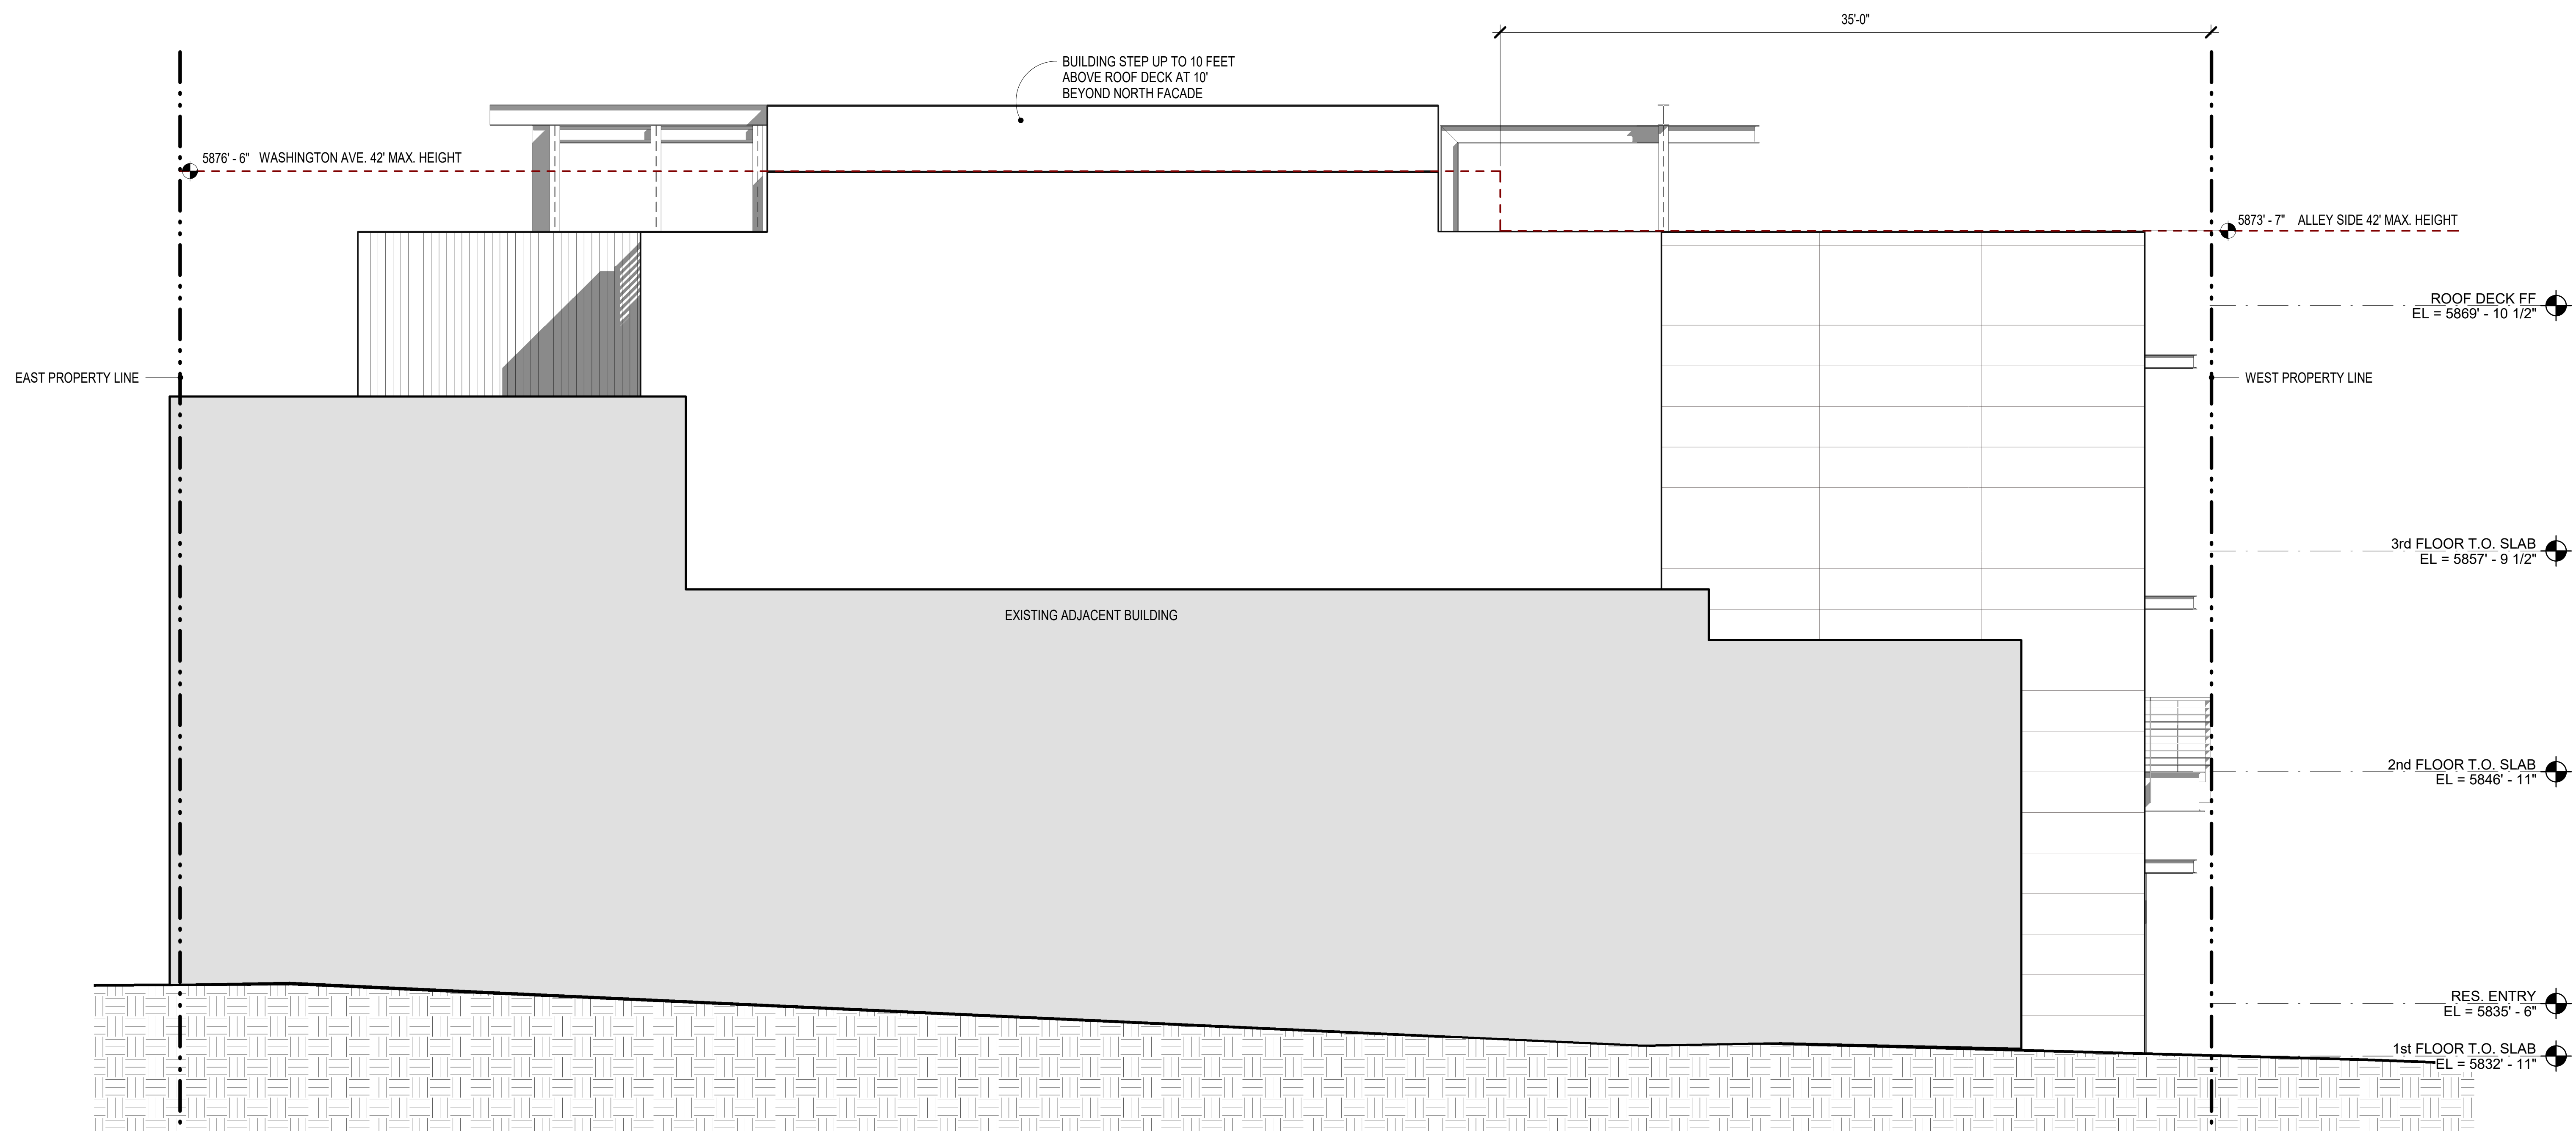 35'-0"
BUILDING STEP UP TO 10 FEET
ABOVE ROOF DECK AT 10'
BEYOND NORTH FACADE
5876' - 6" WASHINGTON AVE. 42' MAX. HEIGHT
5873' - 7" ALLEY SIDE 42' MAX. HEIGHT
ROOF DECK FF
EL = 5869' - 10 1/2"
EAST PROPERTY LINE
WEST PROPERTY LINE
3rd FLOOR T.O. SLAB
EL = 5857' - 9 1/2"
EXISTING ADJACENT BUILDING
2nd FLOOR T.O. SLAB
EL = 5846' - 11"
RES. ENTRY
EL = 5835' - 6"
1st FLOOR T.O. SLAB
EL = 5832' - 11"